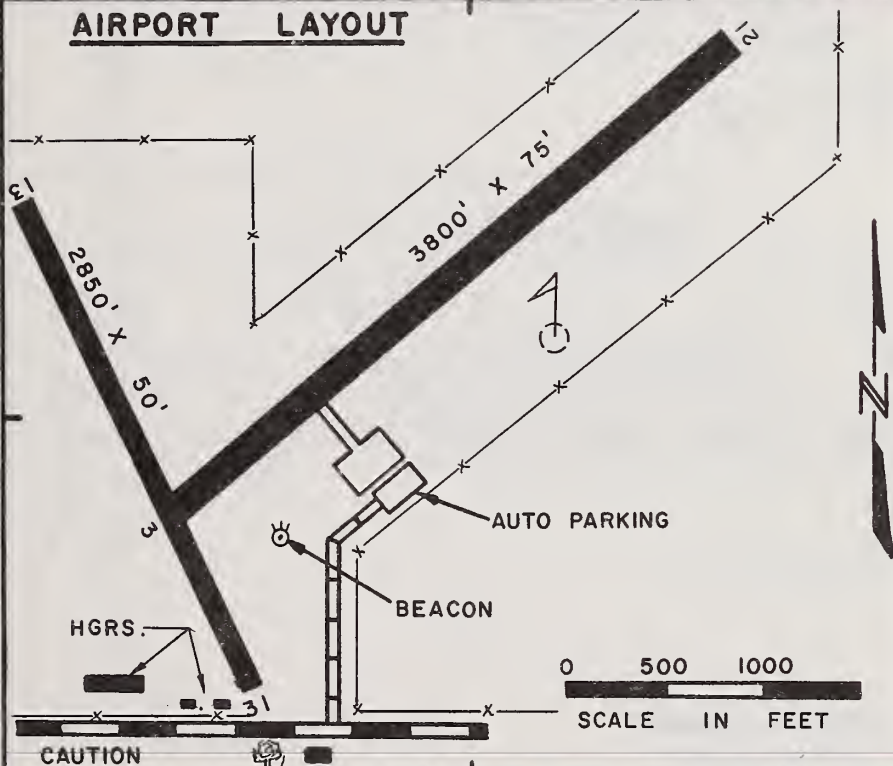 AIRPORT LAYOUT
21
3800' X 75'
13
2850' X 50'
N
3
AUTO PARKING
BEACON
HGRS.
31
0 500 1000
SCALE IN FEET
CAUTION